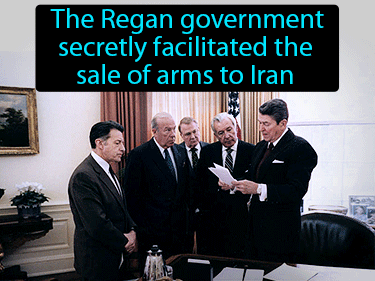 The Regan government
secretly facilitated the
sale of arms to Iran